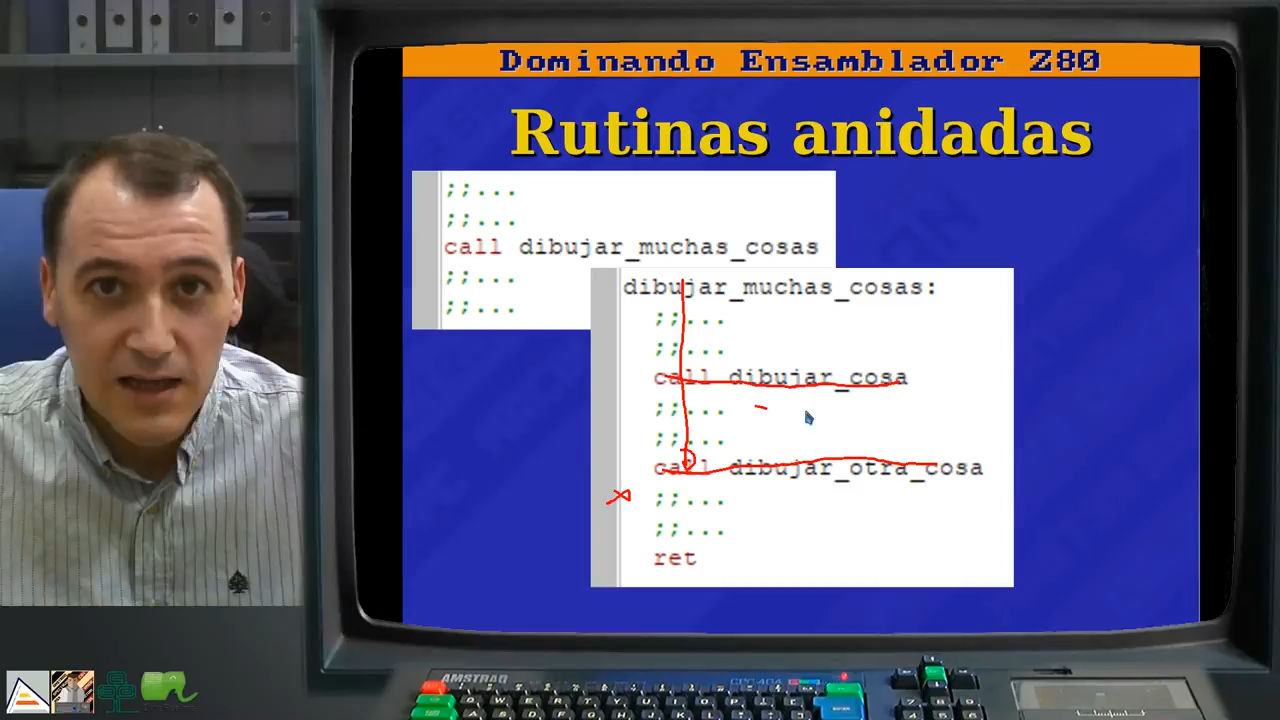 Dominando Ensamblador Z80
Rutinas anidadas
;;...
;;...
call dibujar_muchas_cosas
;;...
;;...
dibujar_muchas_cosas:
;;...
;;...
call dibujar_cosa
;;...
;;...
call dibujar_otra_cosa
;;...
;;...
ret
AMSTRAD